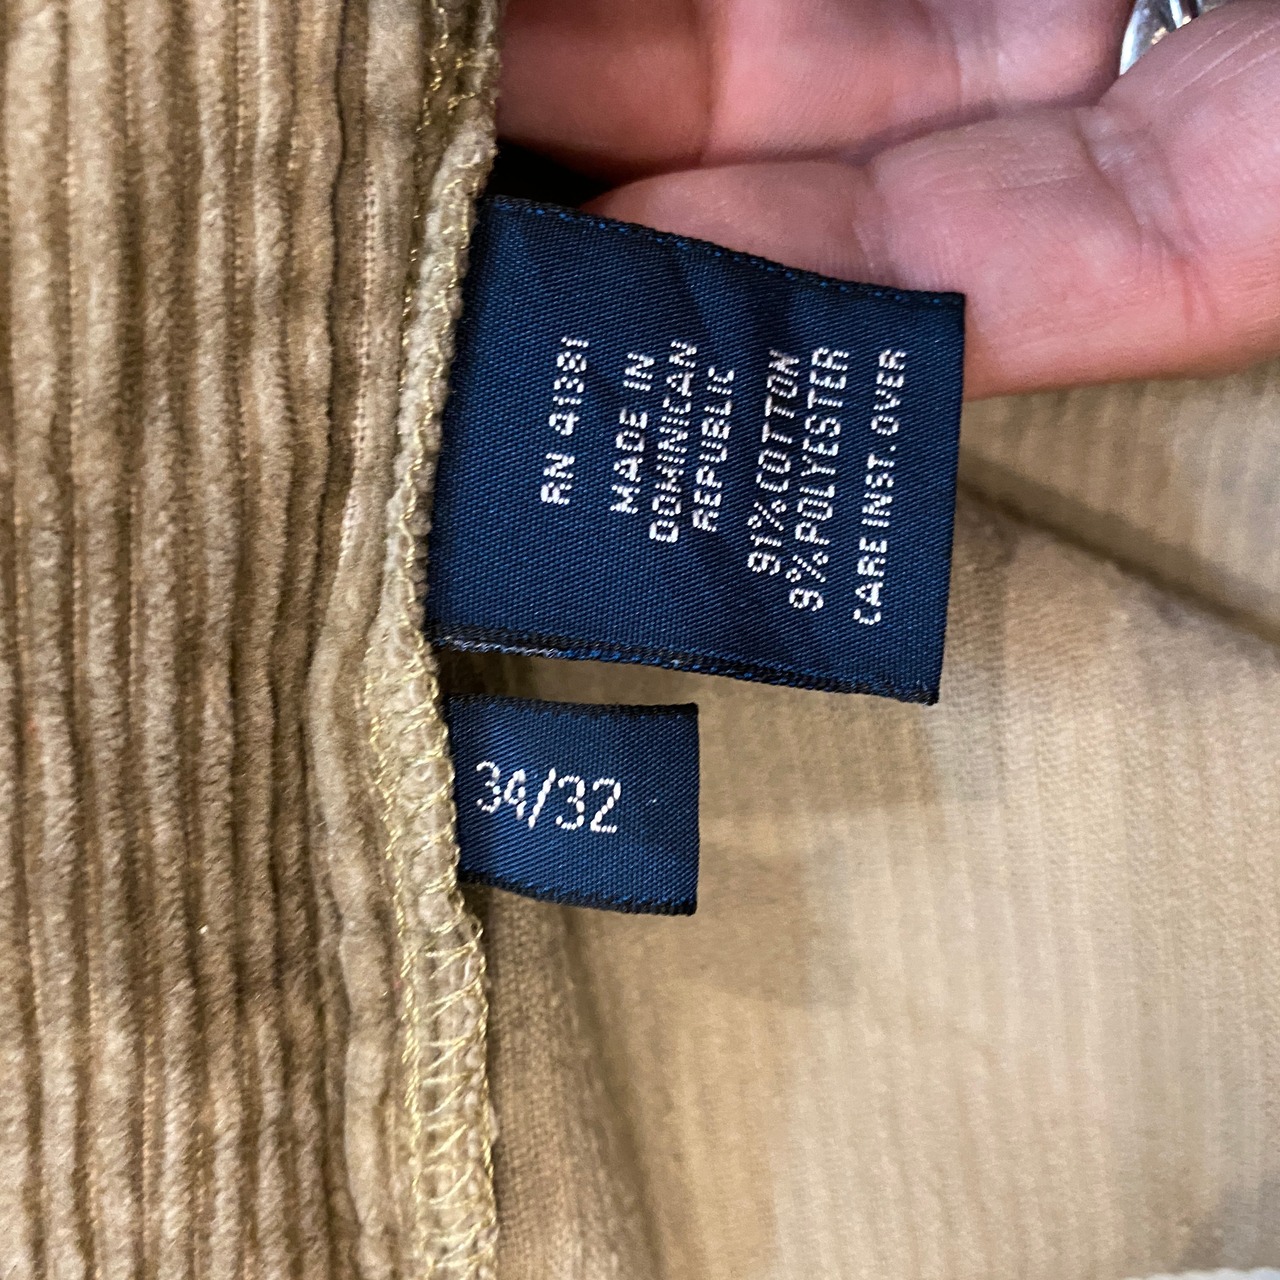 RN 41381
MADE IN
DOMINICAN
REPUBLIC
91% COTTON
9% POLYESTER
CARE INST. OVER
34/32